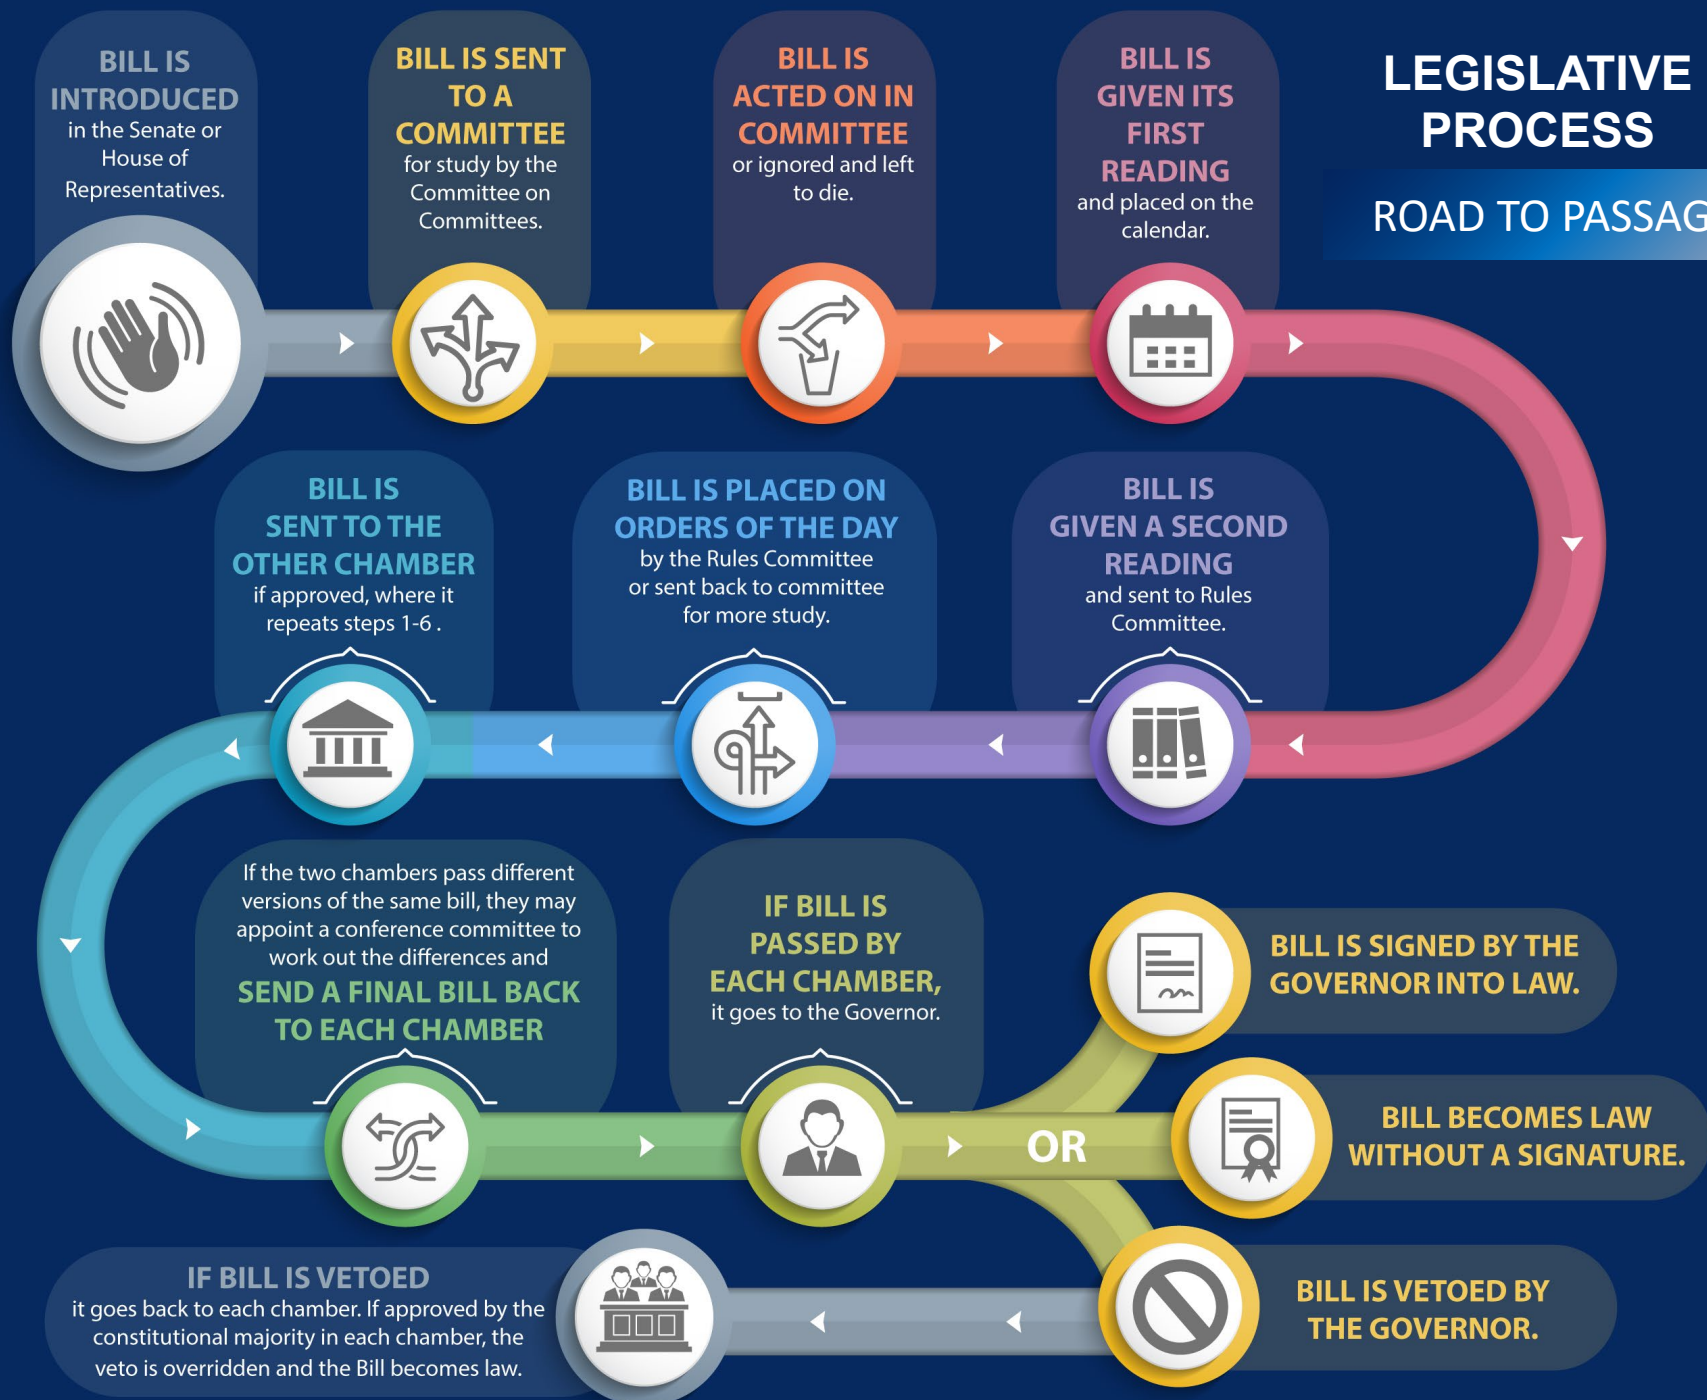 LEGISLATIVE
PROCESS
ROAD TO PASSAG
BILL IS
INTRODUCED
in the Senate or
House of
Representatives.
BILL IS SENT
TO A
COMMITTEE
for study by the
Committee on
Committees.
BILL IS
ACTED ON IN
COMMITTEE
or ignored and left
to die.
BILL IS
GIVEN ITS
FIRST
READING
and placed on the
calendar.
BILL IS
GIVEN A SECOND
READING
and sent to Rules
Committee.
BILL IS PLACED ON
ORDERS OF THE DAY
by the Rules Committee
or sent back to committee
for more study.
BILL IS
SENT TO THE
OTHER CHAMBER
if approved, where it
repeats steps 1-6 .
If the two chambers pass different
versions of the same bill, they may
appoint a conference committee to
work out the differences and
SEND A FINAL BILL BACK
TO EACH CHAMBER
IF BILL IS
PASSED BY
EACH CHAMBER,
it goes to the Governor.
OR
BILL IS SIGNED BY THE
GOVERNOR INTO LAW.
BILL BECOMES LAW
WITHOUT A SIGNATURE.
BILL IS VETOED BY
THE GOVERNOR.
IF BILL IS VETOED
it goes back to each chamber. If approved by the
constitutional majority in each chamber, the
veto is overridden and the Bill becomes law.